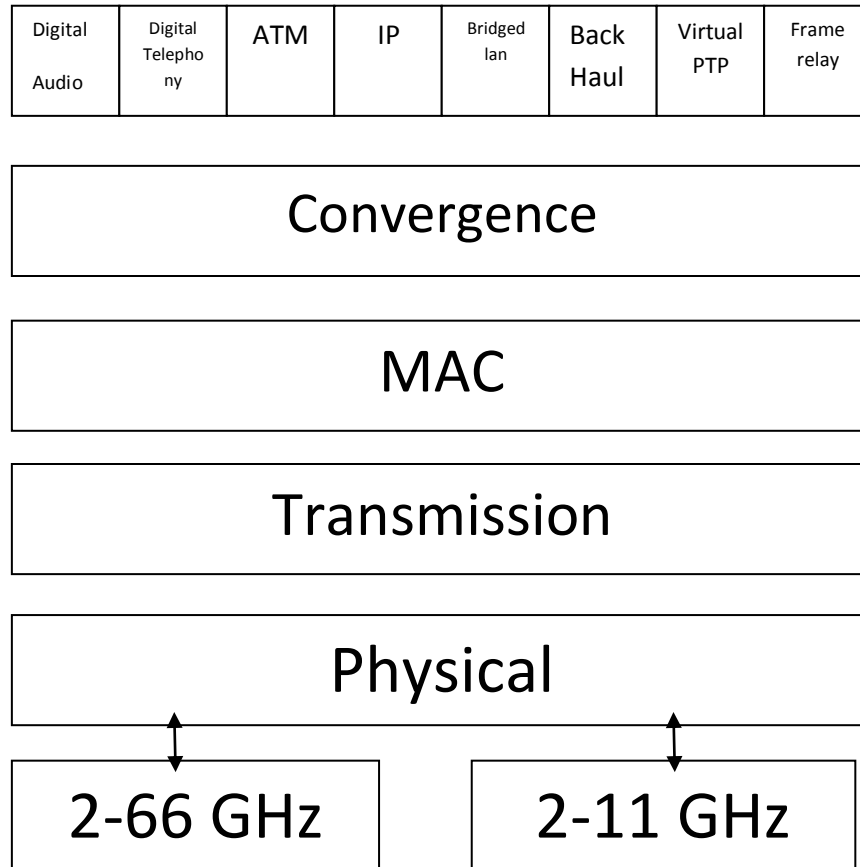 Digital
Audio
Digital
Telepho
ny
ATM
IP
Bridged
lan
Back
Haul
Virtual
PTP
Frame
relay
Convergence
MAC
Transmission
Physical
2-66 GHz
2-11 GHz